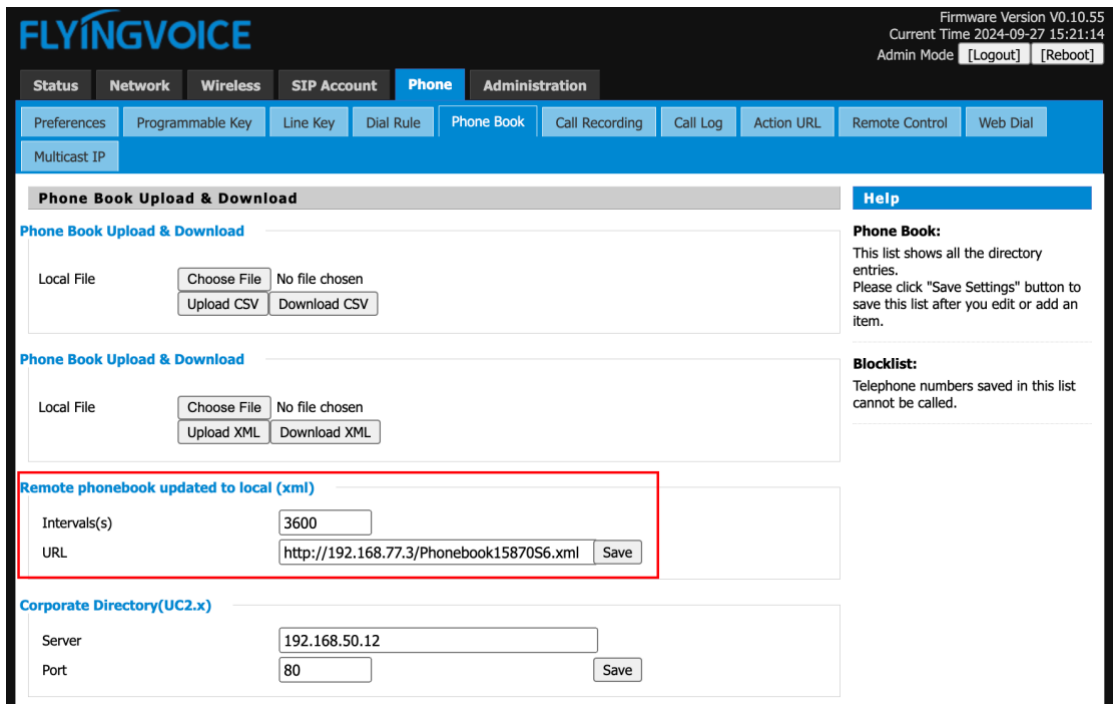 FLYINGVOICE
Firmware Version V0.10.55
Current Time 2024-09-27 15:21:14
Admin Mode [Logout] [Reboot]
Status Network Wireless SIP Account Phone Administration
Preferences Programmable Key Line Key Dial Rule Phone Book Call Recording Call Log Action URL Remote Control Web Dial
Multicast IP
Phone Book Upload & Download
Phone Book Upload & Download
Local File Choose File No file chosen
Upload CSV Download CSV
Phone Book Upload & Download
Local File Choose File No file chosen
Upload XML Download XML
Remote phonebook updated to local (xml)
Intervals(s) 3600
URL http://192.168.77.3/Phonebook15870S6.xml Save
Corporate Directory(UC2.x)
Server 192.168.50.12
Port 80 Save
Help
Phone Book:
This list shows all the directory
entries.
Please click "Save Settings" button to
save this list after you edit or add an
item.
Blocklist:
Telephone numbers saved in this list
cannot be called.